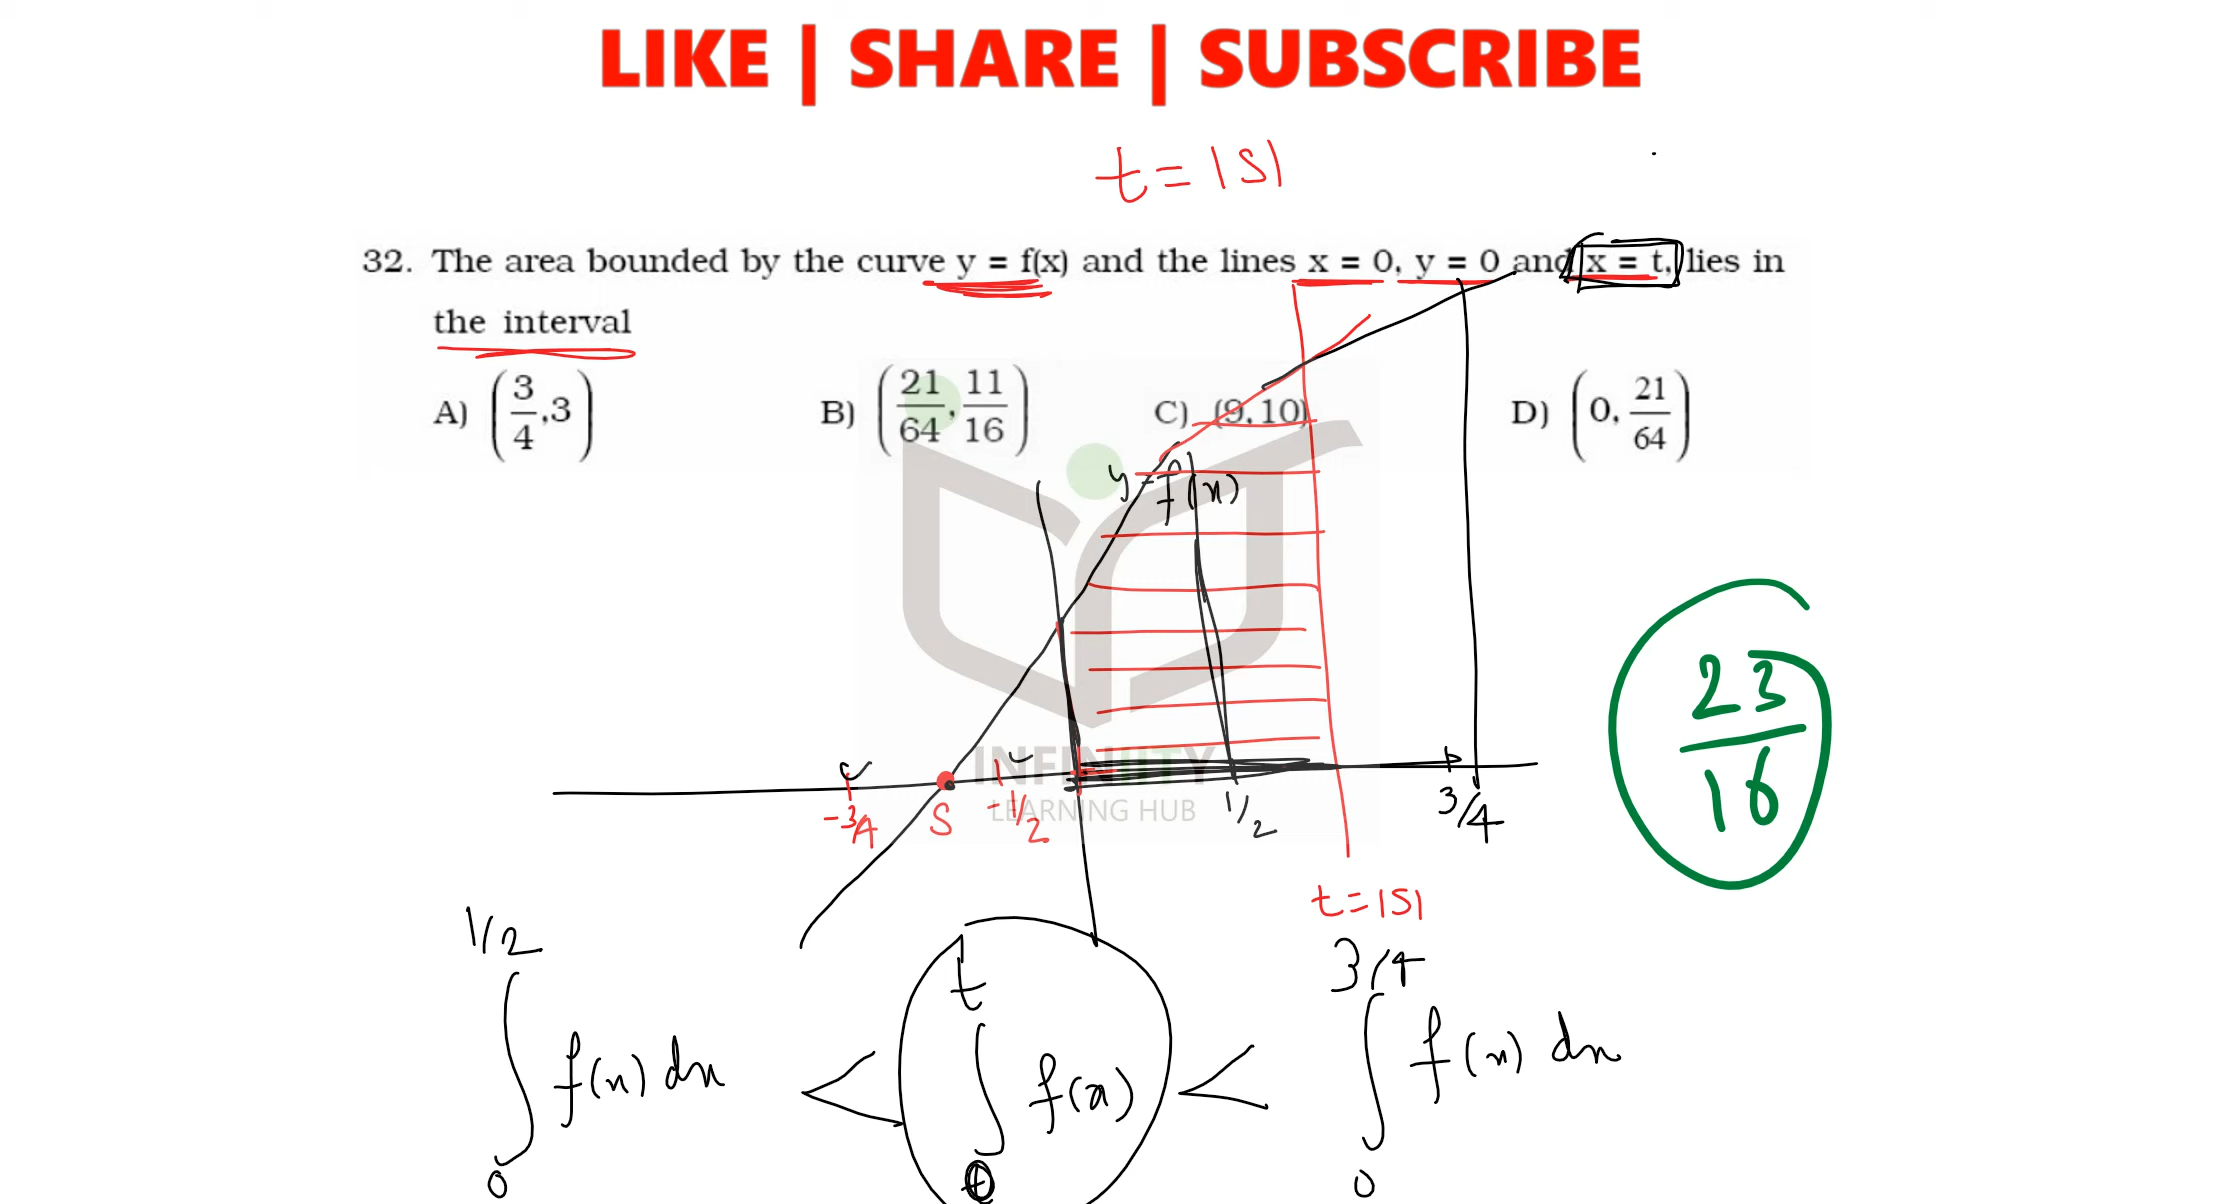 LIKE | SHARE | SUBSCRIBE
t = |S|
32. The area bounded by the curve y = f(x) and the lines x = 0, y = 0 and x = t, lies in
the interval
A) (3/4, 3) B) (21/64, 11/16) C) (9, 10) D) (0, 21/64)
y = f(x)
23/16
INFINIITY
LEARNING HUB
-3/4 S -1/2 1/2 3/4
t = |S|
1/2 t 3/4
∫ f(x) dx < ∫ f(x) < ∫ f(x) dx
0 0 0